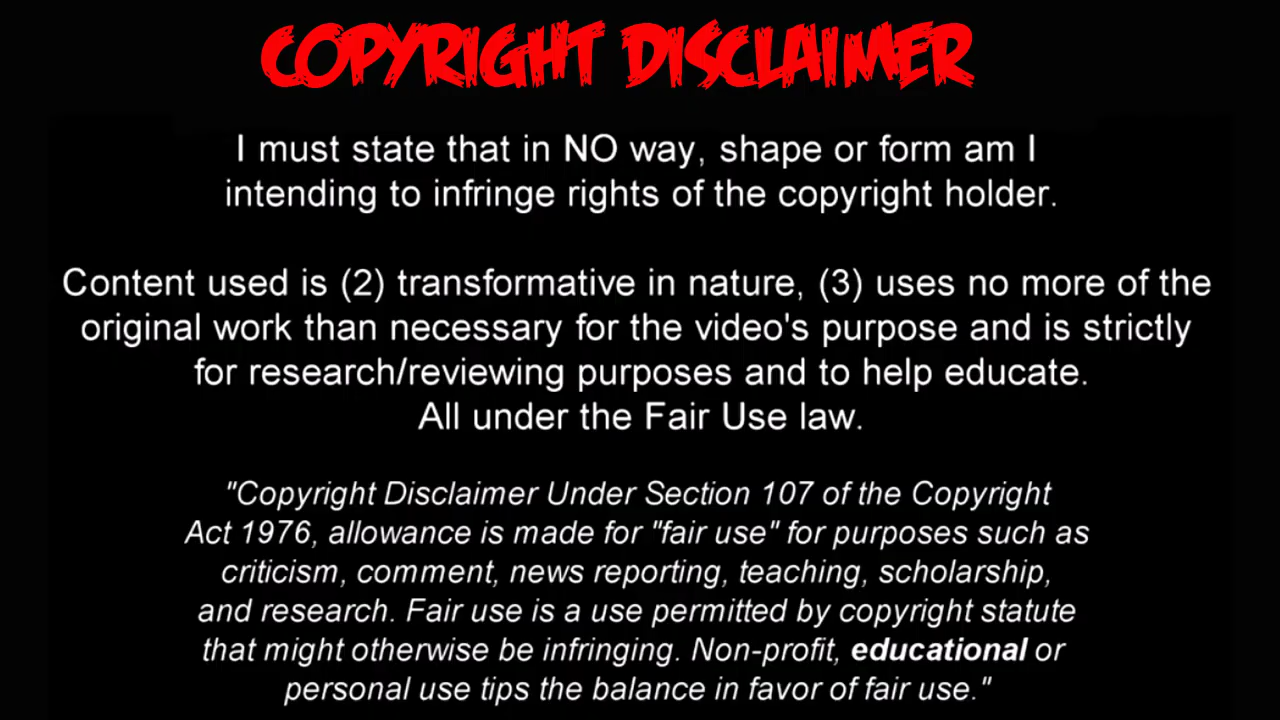 COPYRIGHT DISCLAIMER
I must state that in NO way, shape or form am I
intending to infringe rights of the copyright holder.
Content used is (2) transformative in nature, (3) uses no more of the
original work than necessary for the video's purpose and is strictly
for research/reviewing purposes and to help educate.
All under the Fair Use law.
"Copyright Disclaimer Under Section 107 of the Copyright
Act 1976, allowance is made for "fair use" for purposes such as
criticism, comment, news reporting, teaching, scholarship,
and research. Fair use is a use permitted by copyright statute
that might otherwise be infringing. Non-profit, educational or
personal use tips the balance in favor of fair use."